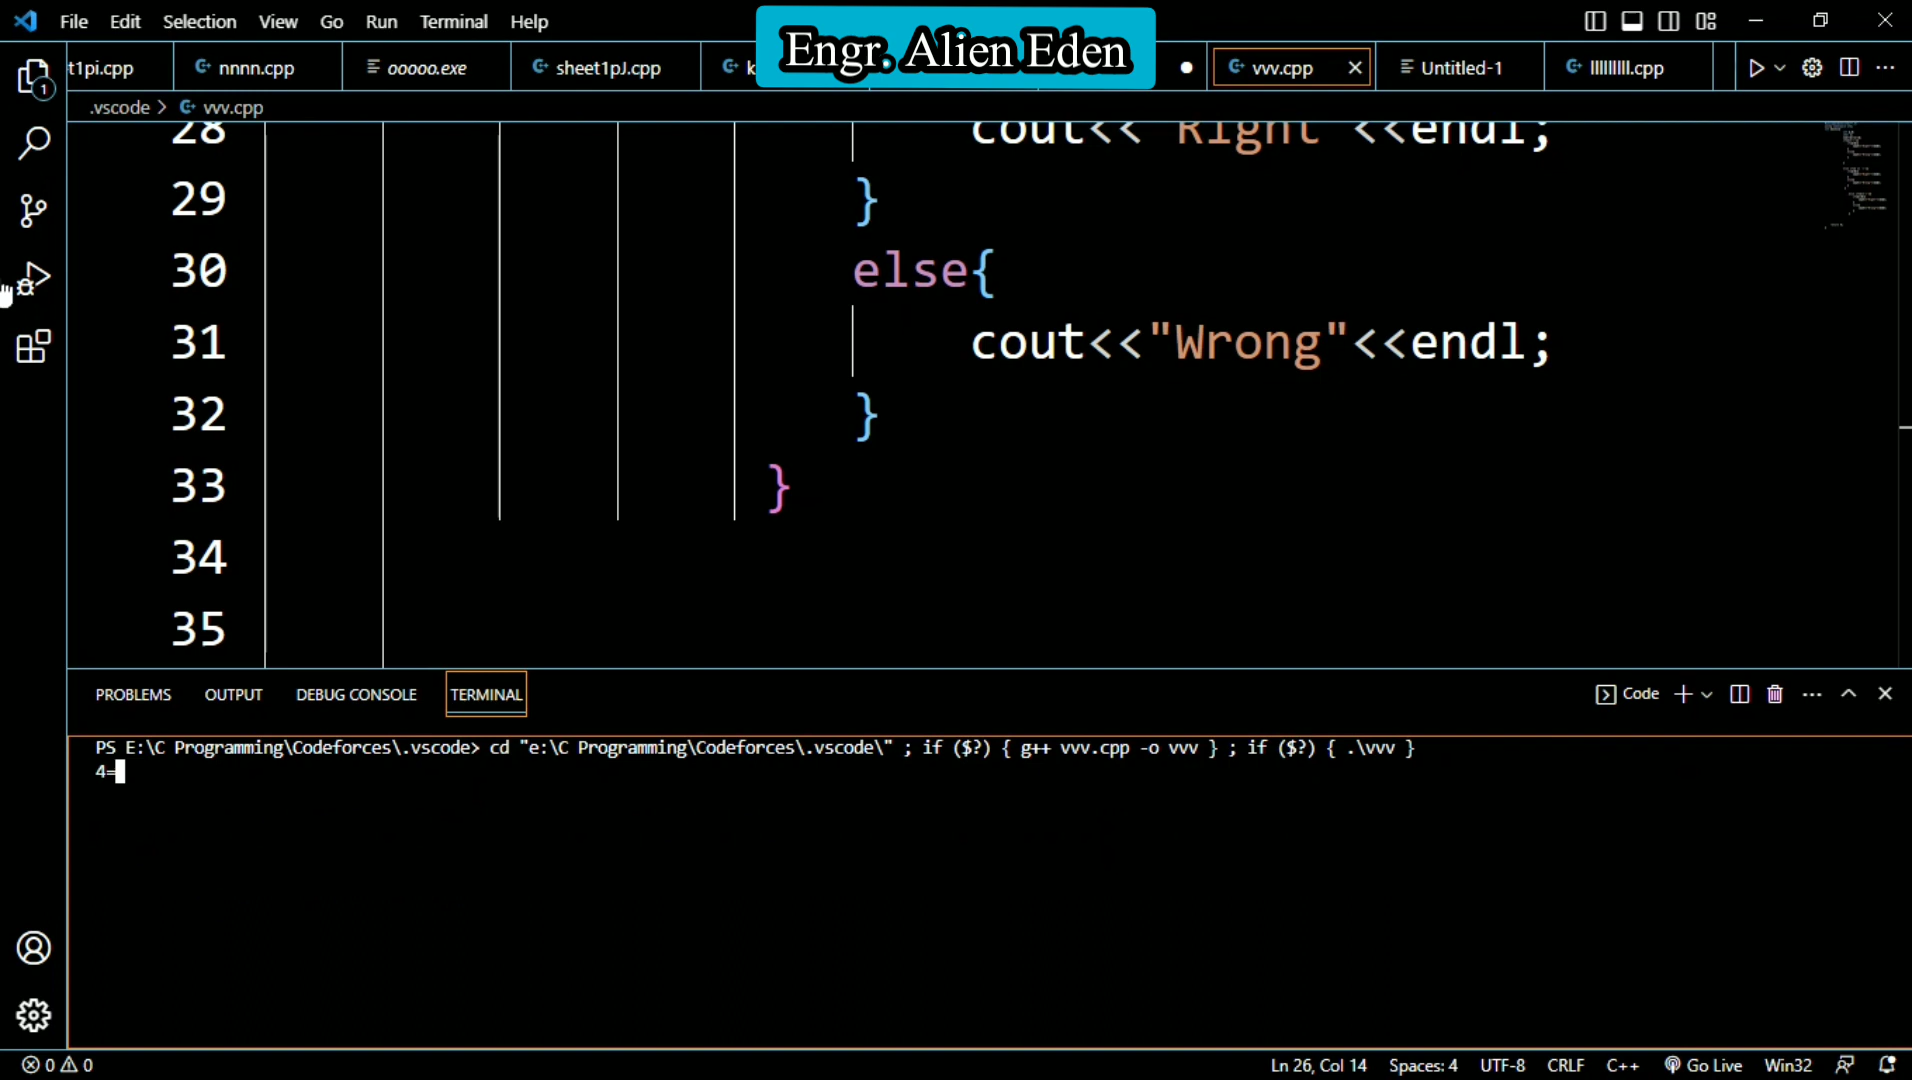 File Edit Selection View Go Run Terminal Help
Engr. Alien Eden
t1pi.cpp nnnn.cpp ooooo.exe sheet1pJ.cpp k vvv.cpp Untitled-1 lllllllll.cpp
1
.vscode > vvv.cpp
28 cout<<"Right"<<endl;
29 }
30 else{
31 cout<<"Wrong"<<endl;
32 }
33 }
34
35
PROBLEMS OUTPUT DEBUG CONSOLE TERMINAL Code
PS E:\C Programming\Codeforces\.vscode> cd "e:\C Programming\Codeforces\.vscode\" ; if ($?) { g++ vvv.cpp -o vvv } ; if ($?) { .\vvv }
4=
0 0 Ln 26, Col 14 Spaces: 4 UTF-8 CRLF C++ Go Live Win32